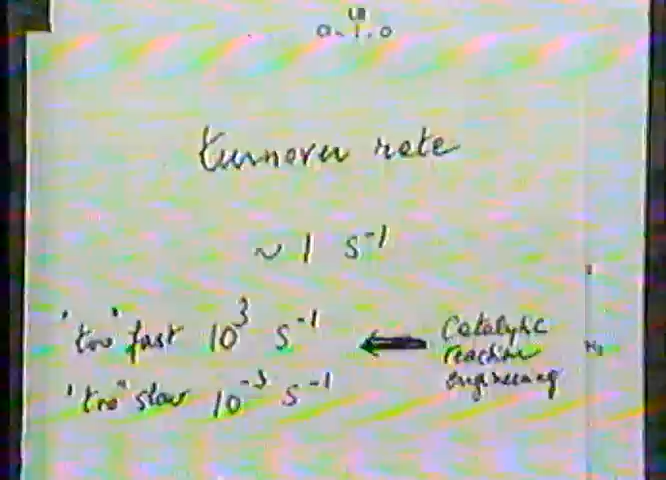 turnover rate
~ 1 s⁻¹
"too" fast 10³ s⁻¹
"too" slow 10⁻³ s⁻¹
Catalytic
reaction
engineering